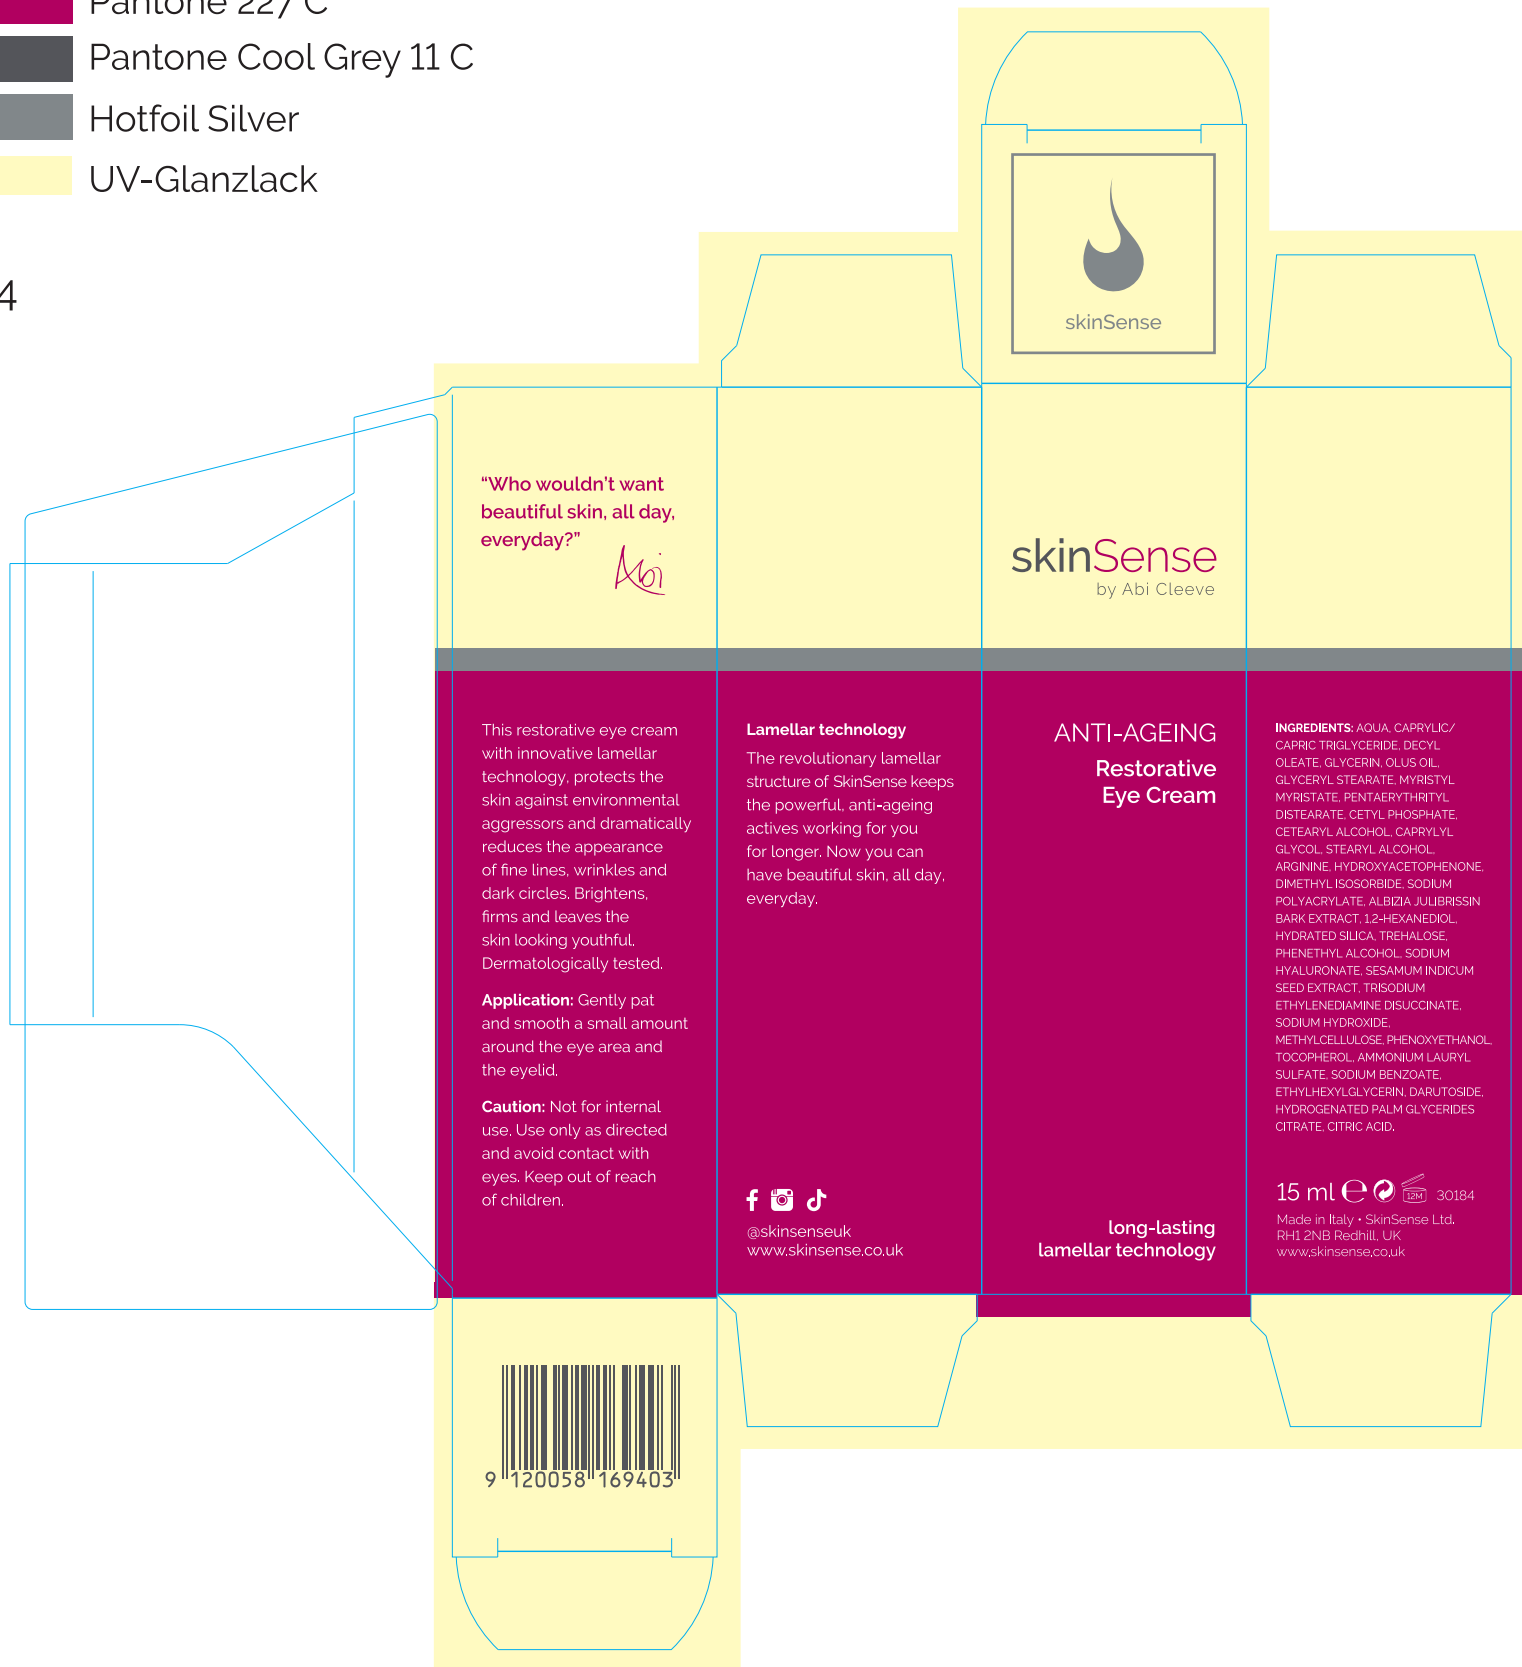 Pantone 227 C
Pantone Cool Grey 11 C
Hotfoil Silver
UV-Glanzlack
4
skinSense
“Who wouldn’t want
beautiful skin, all day,
everyday?”
Abi
skinSense
by Abi Cleeve
This restorative eye cream
with innovative lamellar
technology, protects the
skin against environmental
aggressors and dramatically
reduces the appearance
of fine lines, wrinkles and
dark circles. Brightens,
firms and leaves the
skin looking youthful.
Dermatologically tested.
Application: Gently pat
and smooth a small amount
around the eye area and
the eyelid.
Caution: Not for internal
use. Use only as directed
and avoid contact with
eyes. Keep out of reach
of children.
Lamellar technology
The revolutionary lamellar
structure of SkinSense keeps
the powerful, anti-ageing
actives working for you
for longer. Now you can
have beautiful skin, all day,
everyday.
@skinsenseuk
www.skinsense.co.uk
ANTI-AGEING
Restorative
Eye Cream
long-lasting
lamellar technology
INGREDIENTS: AQUA, CAPRYLIC/
CAPRIC TRIGLYCERIDE, DECYL
OLEATE, GLYCERIN, OLUS OIL,
GLYCERYL STEARATE, MYRISTYL
MYRISTATE, PENTAERYTHRITYL
DISTEARATE, CETYL PHOSPHATE,
CETEARYL ALCOHOL, CAPRYLYL
GLYCOL, STEARYL ALCOHOL,
ARGININE, HYDROXYACETOPHENONE,
DIMETHYL ISOSORBIDE, SODIUM
POLYACRYLATE, ALBIZIA JULIBRISSIN
BARK EXTRACT, 1,2-HEXANEDIOL,
HYDRATED SILICA, TREHALOSE,
PHENETHYL ALCOHOL, SODIUM
HYALURONATE, SESAMUM INDICUM
SEED EXTRACT, TRISODIUM
ETHYLENEDIAMINE DISUCCINATE,
SODIUM HYDROXIDE,
METHYLCELLULOSE, PHENOXYETHANOL,
TOCOPHEROL, AMMONIUM LAURYL
SULFATE, SODIUM BENZOATE,
ETHYLHEXYLGLYCERIN, DARUTOSIDE,
HYDROGENATED PALM GLYCERIDES
CITRATE, CITRIC ACID.
15 ml ℮ 12M 30184
Made in Italy • SkinSense Ltd.
RH1 2NB Redhill, UK
www.skinsense.co.uk
9 120058 169403